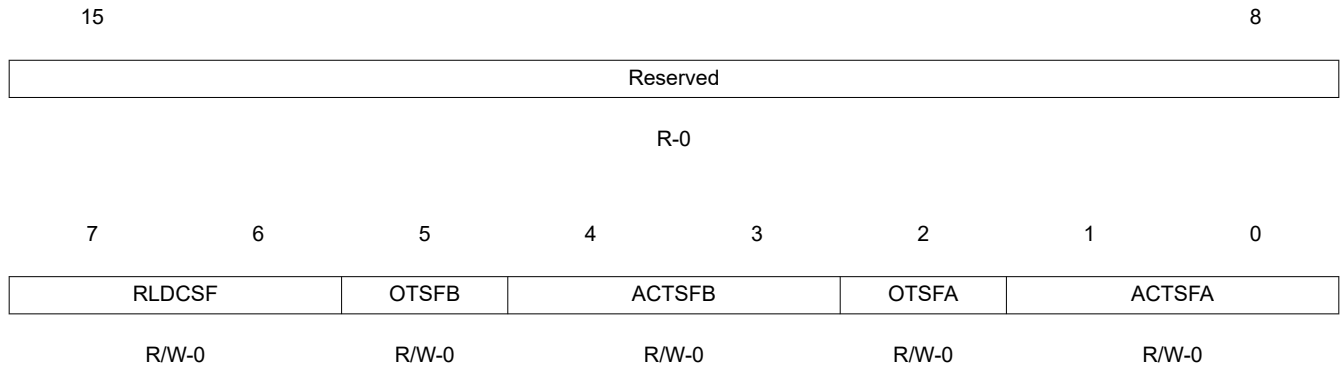 15 8
Reserved
R-0
7 6 5 4 3 2 1 0
RLDCSF OTSFB ACTSFB OTSFA ACTSFA
R/W-0 R/W-0 R/W-0 R/W-0 R/W-0